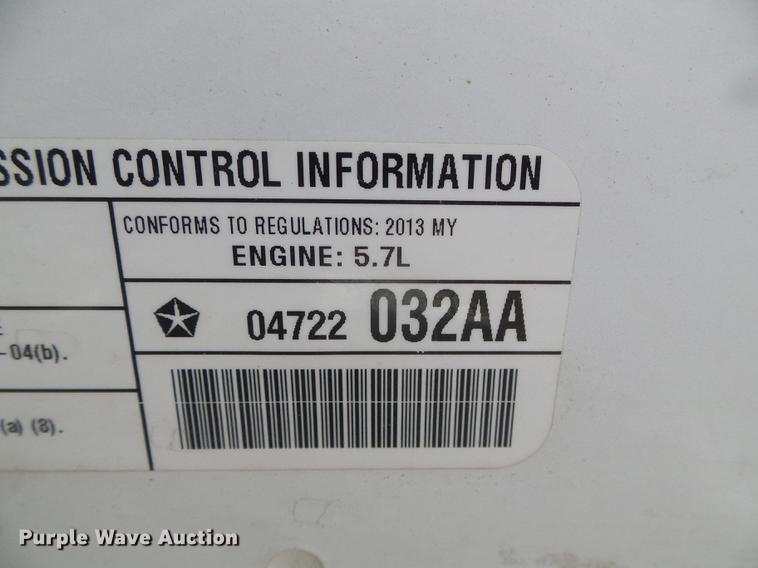 SSION CONTROL INFORMATION
CONFORMS TO REGULATIONS: 2013 MY
ENGINE: 5.7L
04722 032AA
-04(b).
(a) (8).
Purple Wave Auction